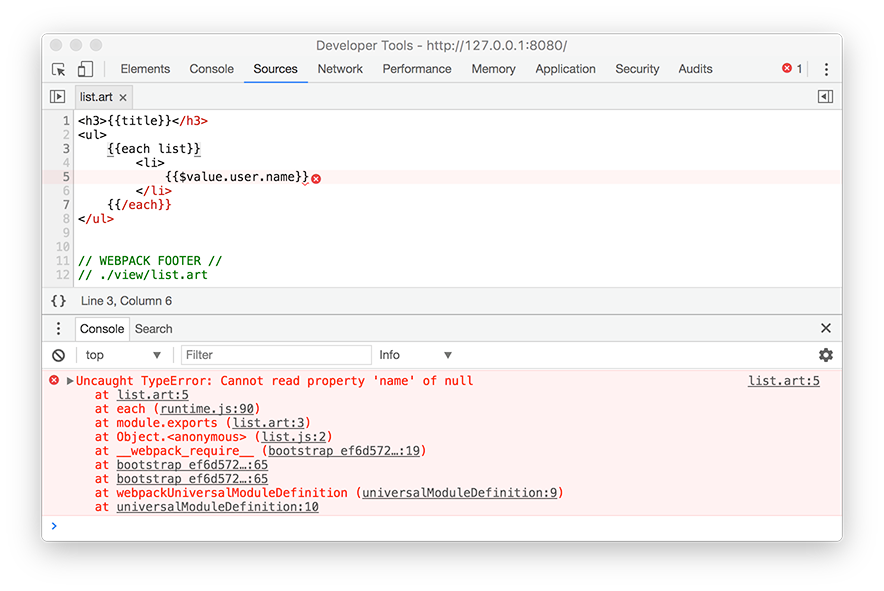 Developer Tools - http://127.0.0.1:8080/
Elements Console Sources Network Performance Memory Application Security Audits 1
list.art ×
1 <h3>{{title}}</h3>
2 <ul>
3 {{each list}}
4 <li>
5 {{$value.user.name}}
6 </li>
7 {{/each}}
8 </ul>
9
10
11 // WEBPACK FOOTER //
12 // ./view/list.art
{} Line 3, Column 6
Console Search
top Filter Info
Uncaught TypeError: Cannot read property 'name' of null list.art:5
at list.art:5
at each (runtime.js:90)
at module.exports (list.art:3)
at Object.<anonymous> (list.js:2)
at __webpack_require__ (bootstrap ef6d572…:19)
at bootstrap ef6d572…:65
at bootstrap ef6d572…:65
at webpackUniversalModuleDefinition (universalModuleDefinition:9)
at universalModuleDefinition:10